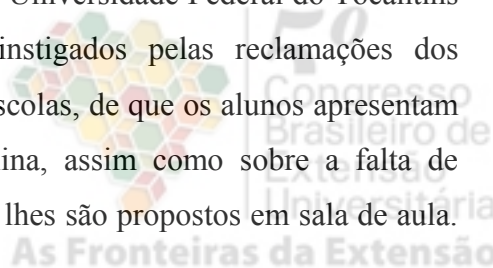 Universidade Federal do Tocantins
instigados pelas reclamações dos
scolas, de que os alunos apresentam
ina, assim como sobre a falta de
lhes são propostos em sala de aula.
Congresso
Brasileiro de
Extensão
Universitária
As Fronteiras da Extensão